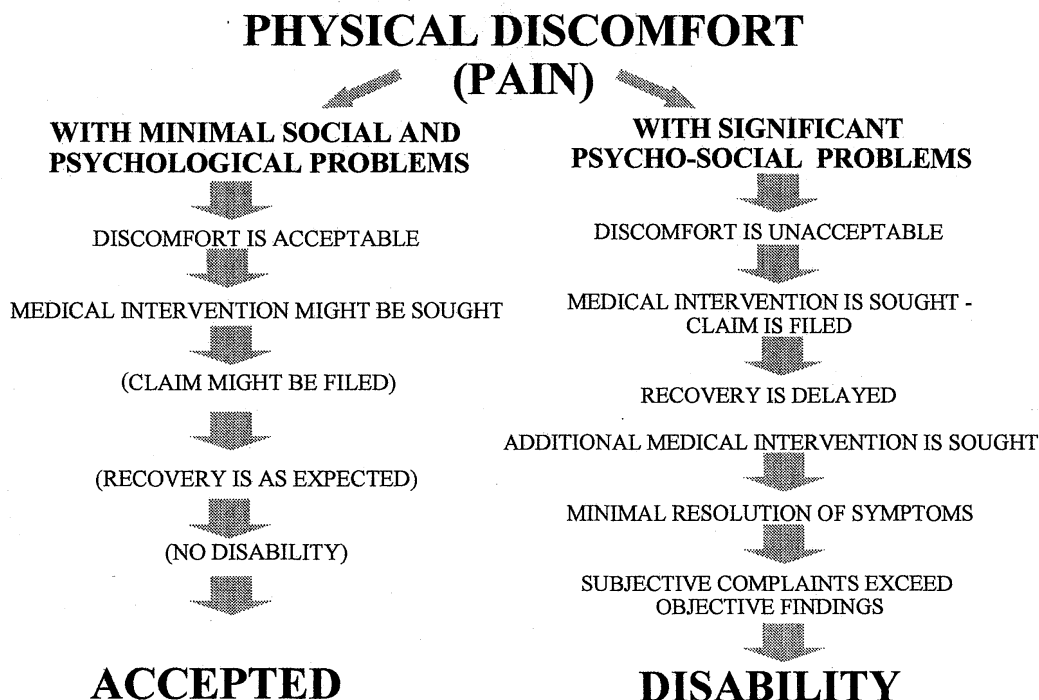 PHYSICAL DISCOMFORT
(PAIN)
WITH MINIMAL SOCIAL AND
PSYCHOLOGICAL PROBLEMS
DISCOMFORT IS ACCEPTABLE
MEDICAL INTERVENTION MIGHT BE SOUGHT
(CLAIM MIGHT BE FILED)
(RECOVERY IS AS EXPECTED)
(NO DISABILITY)
ACCEPTED
WITH SIGNIFICANT
PSYCHO-SOCIAL PROBLEMS
DISCOMFORT IS UNACCEPTABLE
MEDICAL INTERVENTION IS SOUGHT -
CLAIM IS FILED
RECOVERY IS DELAYED
ADDITIONAL MEDICAL INTERVENTION IS SOUGHT
MINIMAL RESOLUTION OF SYMPTOMS
SUBJECTIVE COMPLAINTS EXCEED
OBJECTIVE FINDINGS
DISABILITY